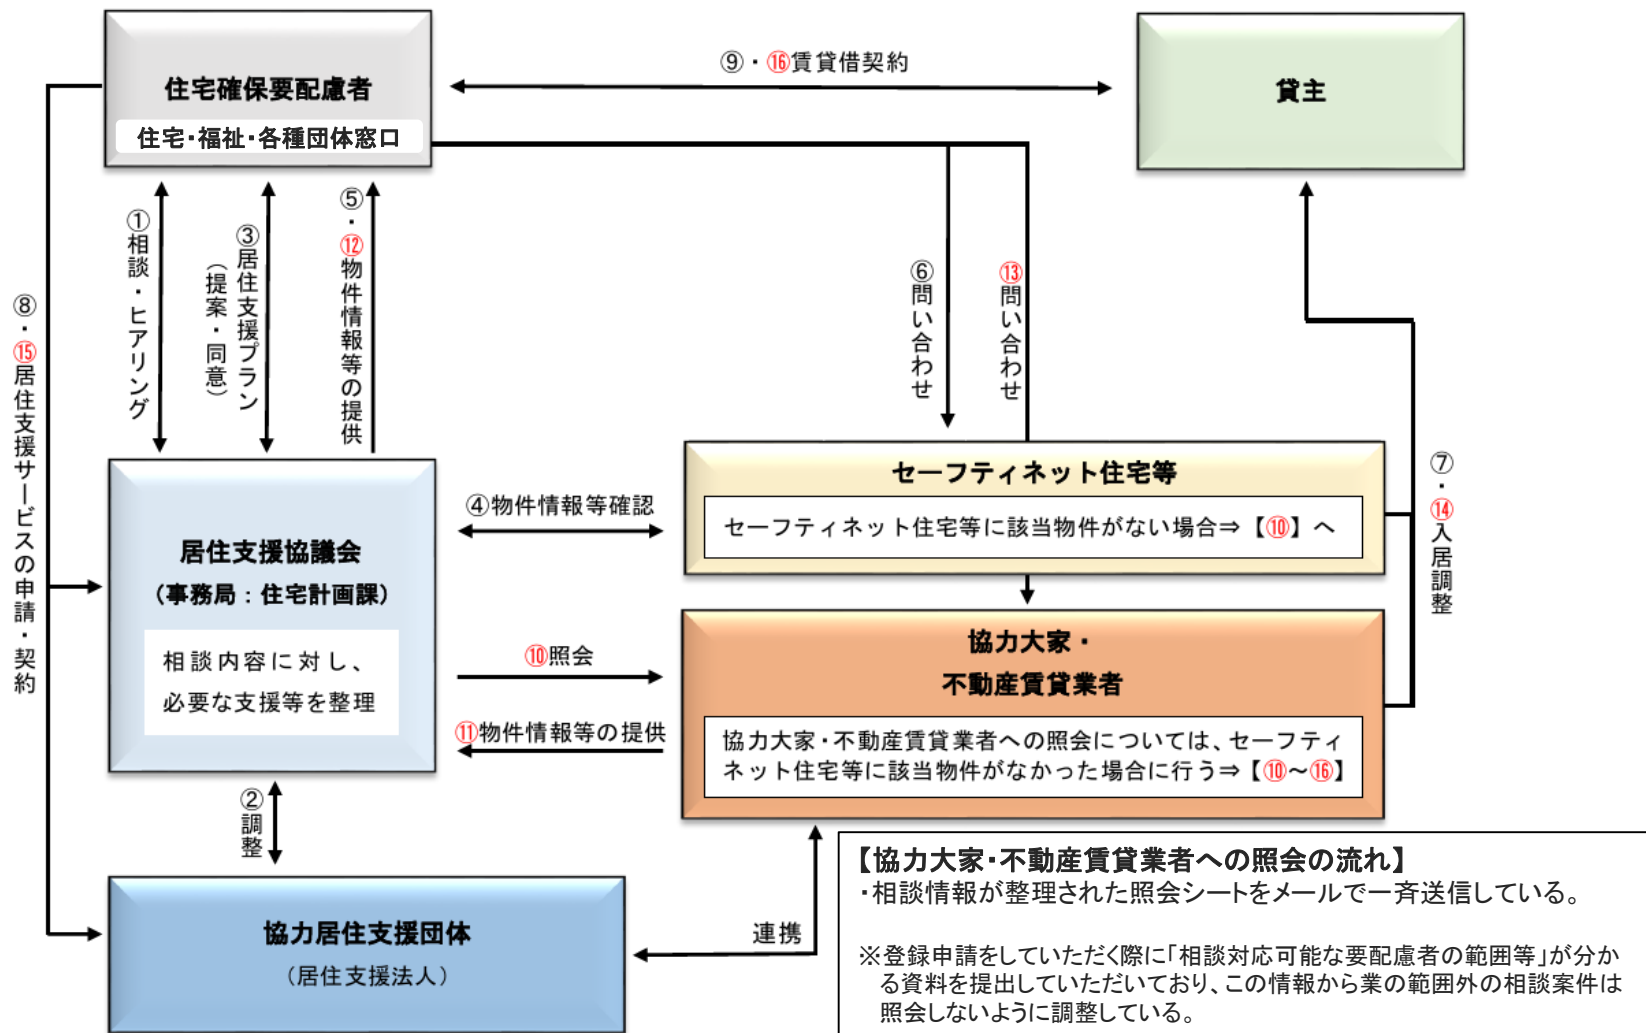 住宅確保要配慮者
住宅・福祉・各種団体窓口
⑨・⑯賃貸借契約
貸主
①相談・ヒアリング
③居住支援プラン
（提案・同意）
⑤・⑫物件情報等の提供
⑥問い合わせ
⑬問い合わせ
⑧・⑮居住支援サービスの申請・契約
⑦・⑭入居調整
居住支援協議会
（事務局：住宅計画課）
相談内容に対し、
必要な支援等を整理
④物件情報等確認
セーフティネット住宅等
セーフティネット住宅等に該当物件がない場合⇒【⑩】へ
⑩照会
⑪物件情報等の提供
協力大家・
不動産賃貸業者
協力大家・不動産賃貸業者への照会については、セーフティ
ネット住宅等に該当物件がなかった場合に行う⇒【⑩～⑯】
②調整
協力居住支援団体
（居住支援法人）
連携
【協力大家・不動産賃貸業者への照会の流れ】
・相談情報が整理された照会シートをメールで一斉送信している。
※登録申請をしていただく際に「相談対応可能な要配慮者の範囲等」が分か
る資料を提出していただいており、この情報から業の範囲外の相談案件は
照会しないように調整している。